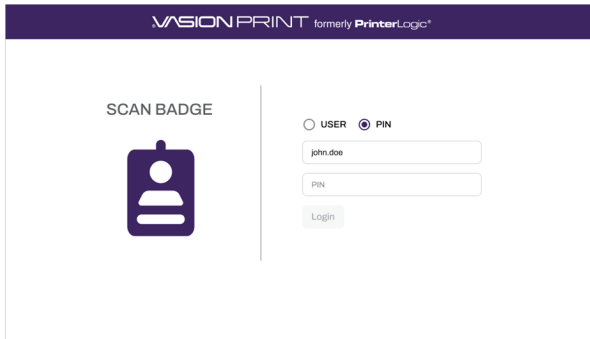 VASION PRINT formerly PrinterLogic®
SCAN BADGE
USER PIN
john.doe
PIN
Login